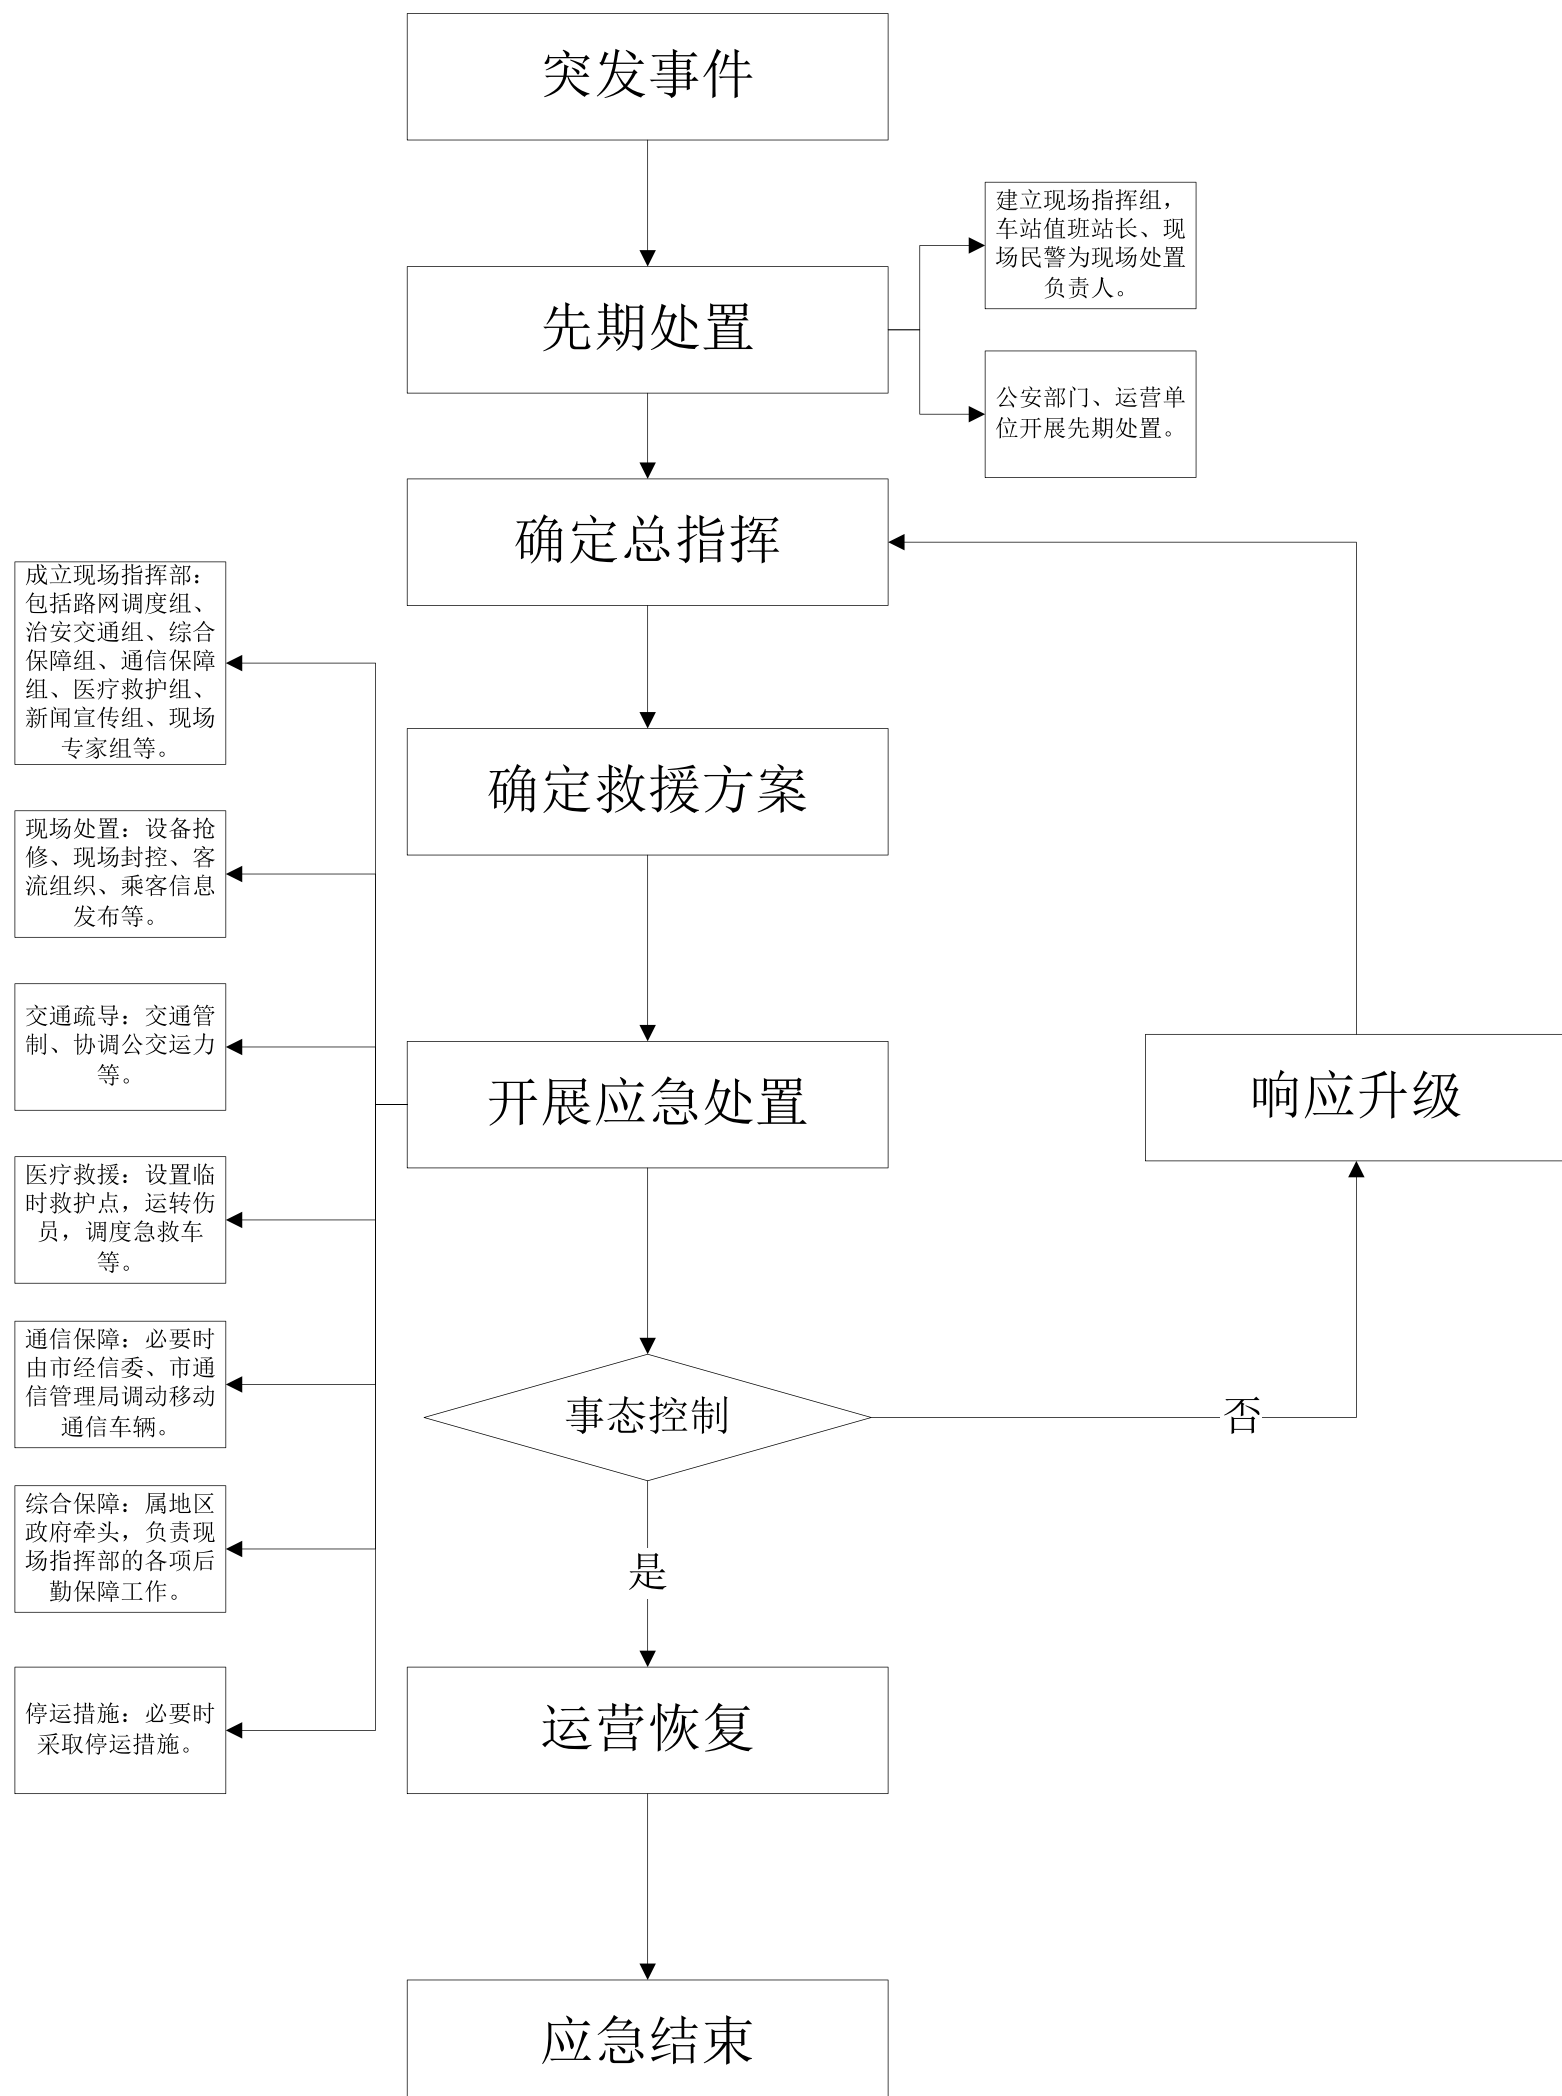 突发事件
建立现场指挥组，
车站值班站长、现
场民警为现场处置
负责人。
先期处置
公安部门、运营单
位开展先期处置。
确定总指挥
成立现场指挥部：
包括路网调度组、
治安交通组、综合
保障组、通信保障
组、医疗救护组、
新闻宣传组、现场
专家组等。
确定救援方案
现场处置：设备抢
修、现场封控、客
流组织、乘客信息
发布等。
交通疏导：交通管
制、协调公交运力
等。
开展应急处置
响应升级
医疗救援：设置临
时救护点，运转伤
员，调度急救车
等。
通信保障：必要时
由市经信委、市通
信管理局调动移动
通信车辆。
事态控制
否
综合保障：属地区
政府牵头，负责现
场指挥部的各项后
勤保障工作。
是
停运措施：必要时
采取停运措施。
运营恢复
应急结束